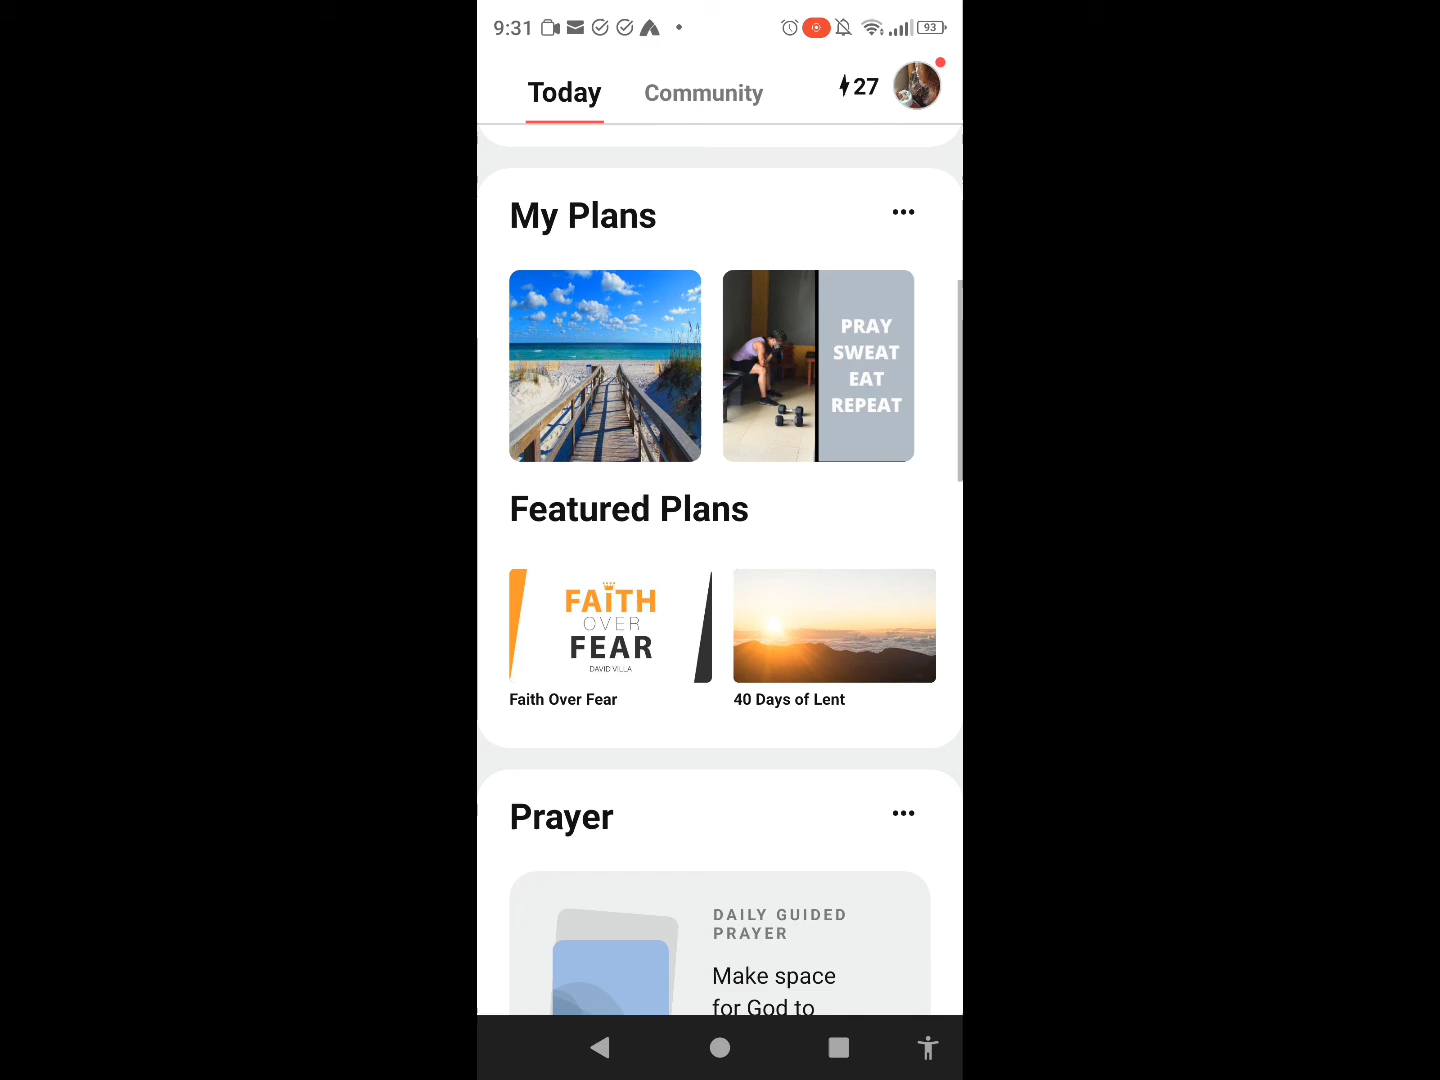 9:31
93
Today
Community
27
My Plans
PRAY
SWEAT
EAT
REPEAT
Featured Plans
FAITH
OVER
FEAR
DAVID VILLA
Faith Over Fear
40 Days of Lent
Prayer
DAILY GUIDED
PRAYER
Make space
for God to